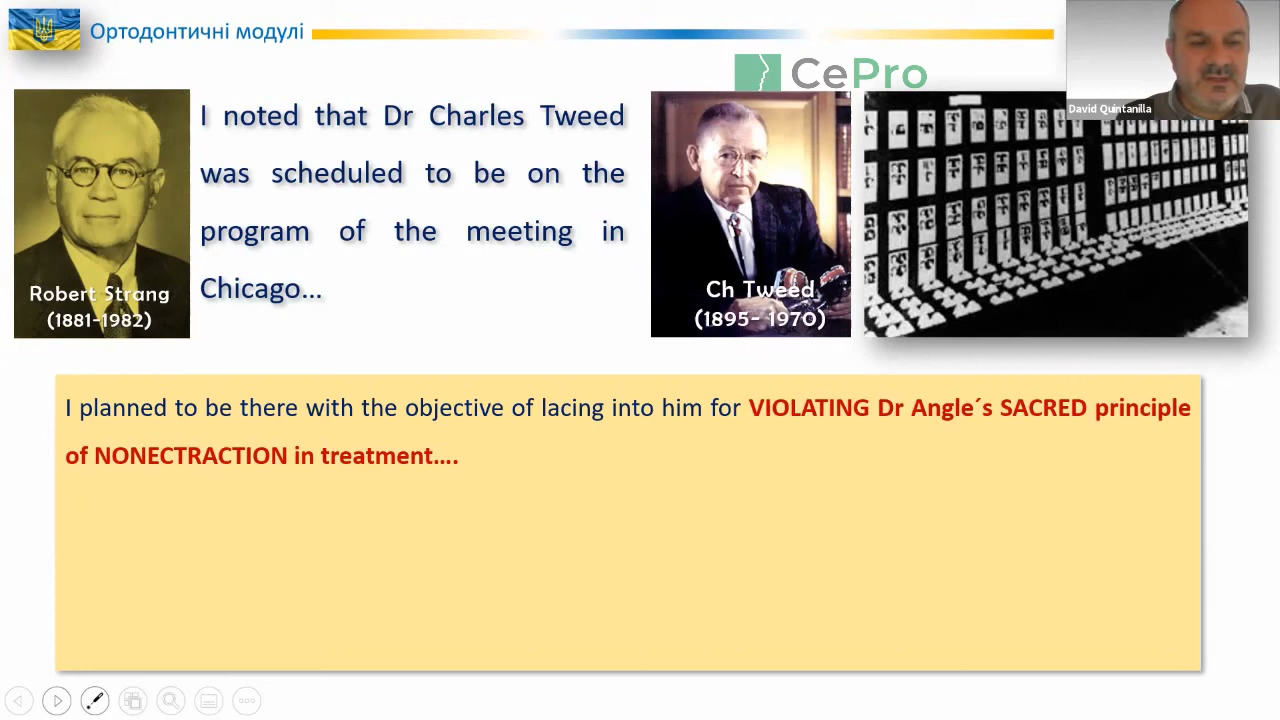 Ортодонтичні модулі
CePro
David Quintanilla
I noted that Dr Charles Tweed
was scheduled to be on the
program of the meeting in
Chicago…
Robert Strang
(1881-1982)
Ch Tweed
(1895- 1970)
I planned to be there with the objective of lacing into him for VIOLATING Dr Angle´s SACRED principle
of NONECTRACTION in treatment….